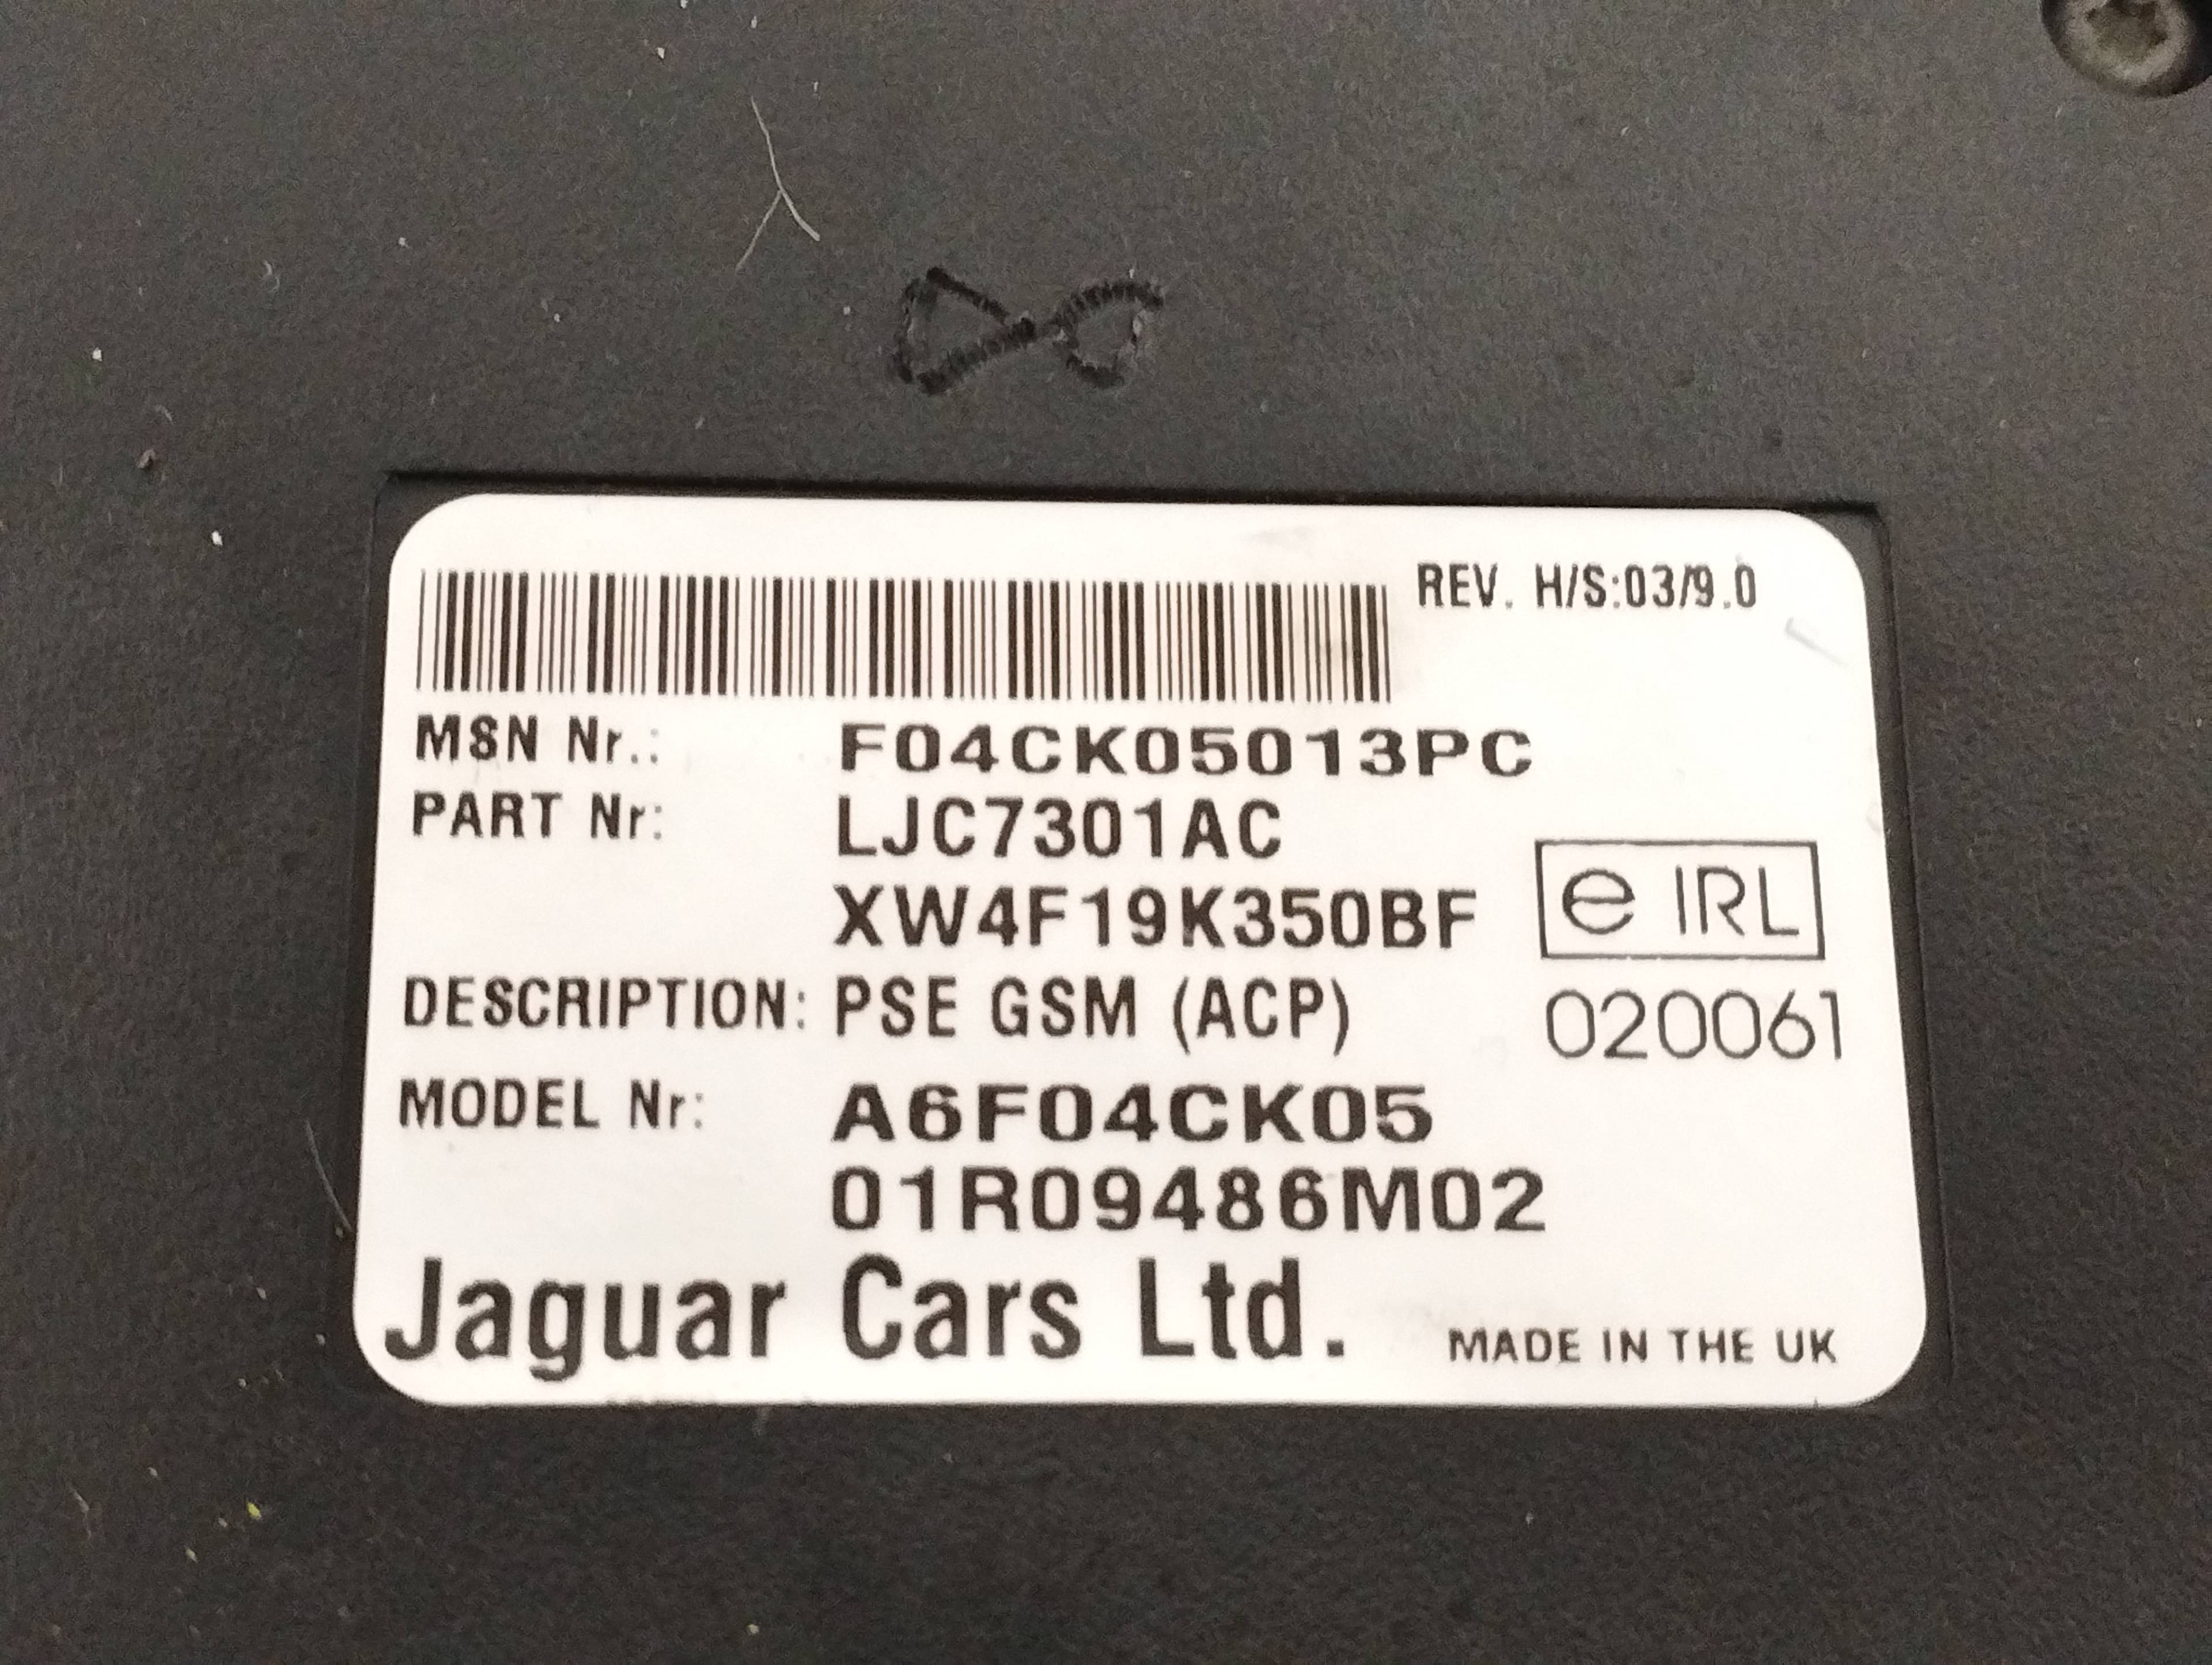 REV. H/S:03/9.0
MSN Nr.: F04CK05013PC
PART Nr: LJC7301AC
XW4F19K350BF
e IRL
DESCRIPTION: PSE GSM (ACP)
020061
MODEL Nr: A6F04CK05
01R09486M02
Jaguar Cars Ltd.
MADE IN THE UK